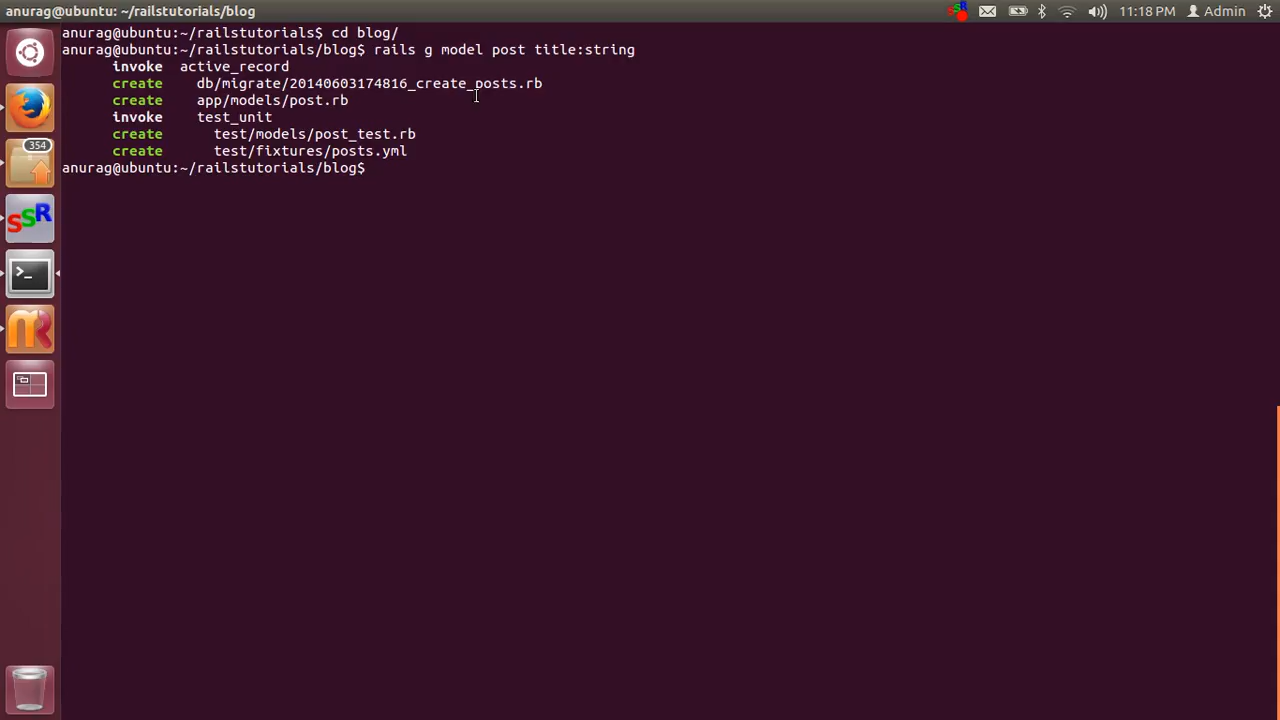 anurag@ubuntu: ~/railstutorials/blog
11:18 PM
Admin
anurag@ubuntu:~/railstutorials$ cd blog/
anurag@ubuntu:~/railstutorials/blog$ rails g model post title:string
invoke  active_record
create    db/migrate/20140603174816_create_posts.rb
create    app/models/post.rb
invoke    test_unit
create      test/models/post_test.rb
create      test/fixtures/posts.yml
anurag@ubuntu:~/railstutorials/blog$
354
SSR
>_